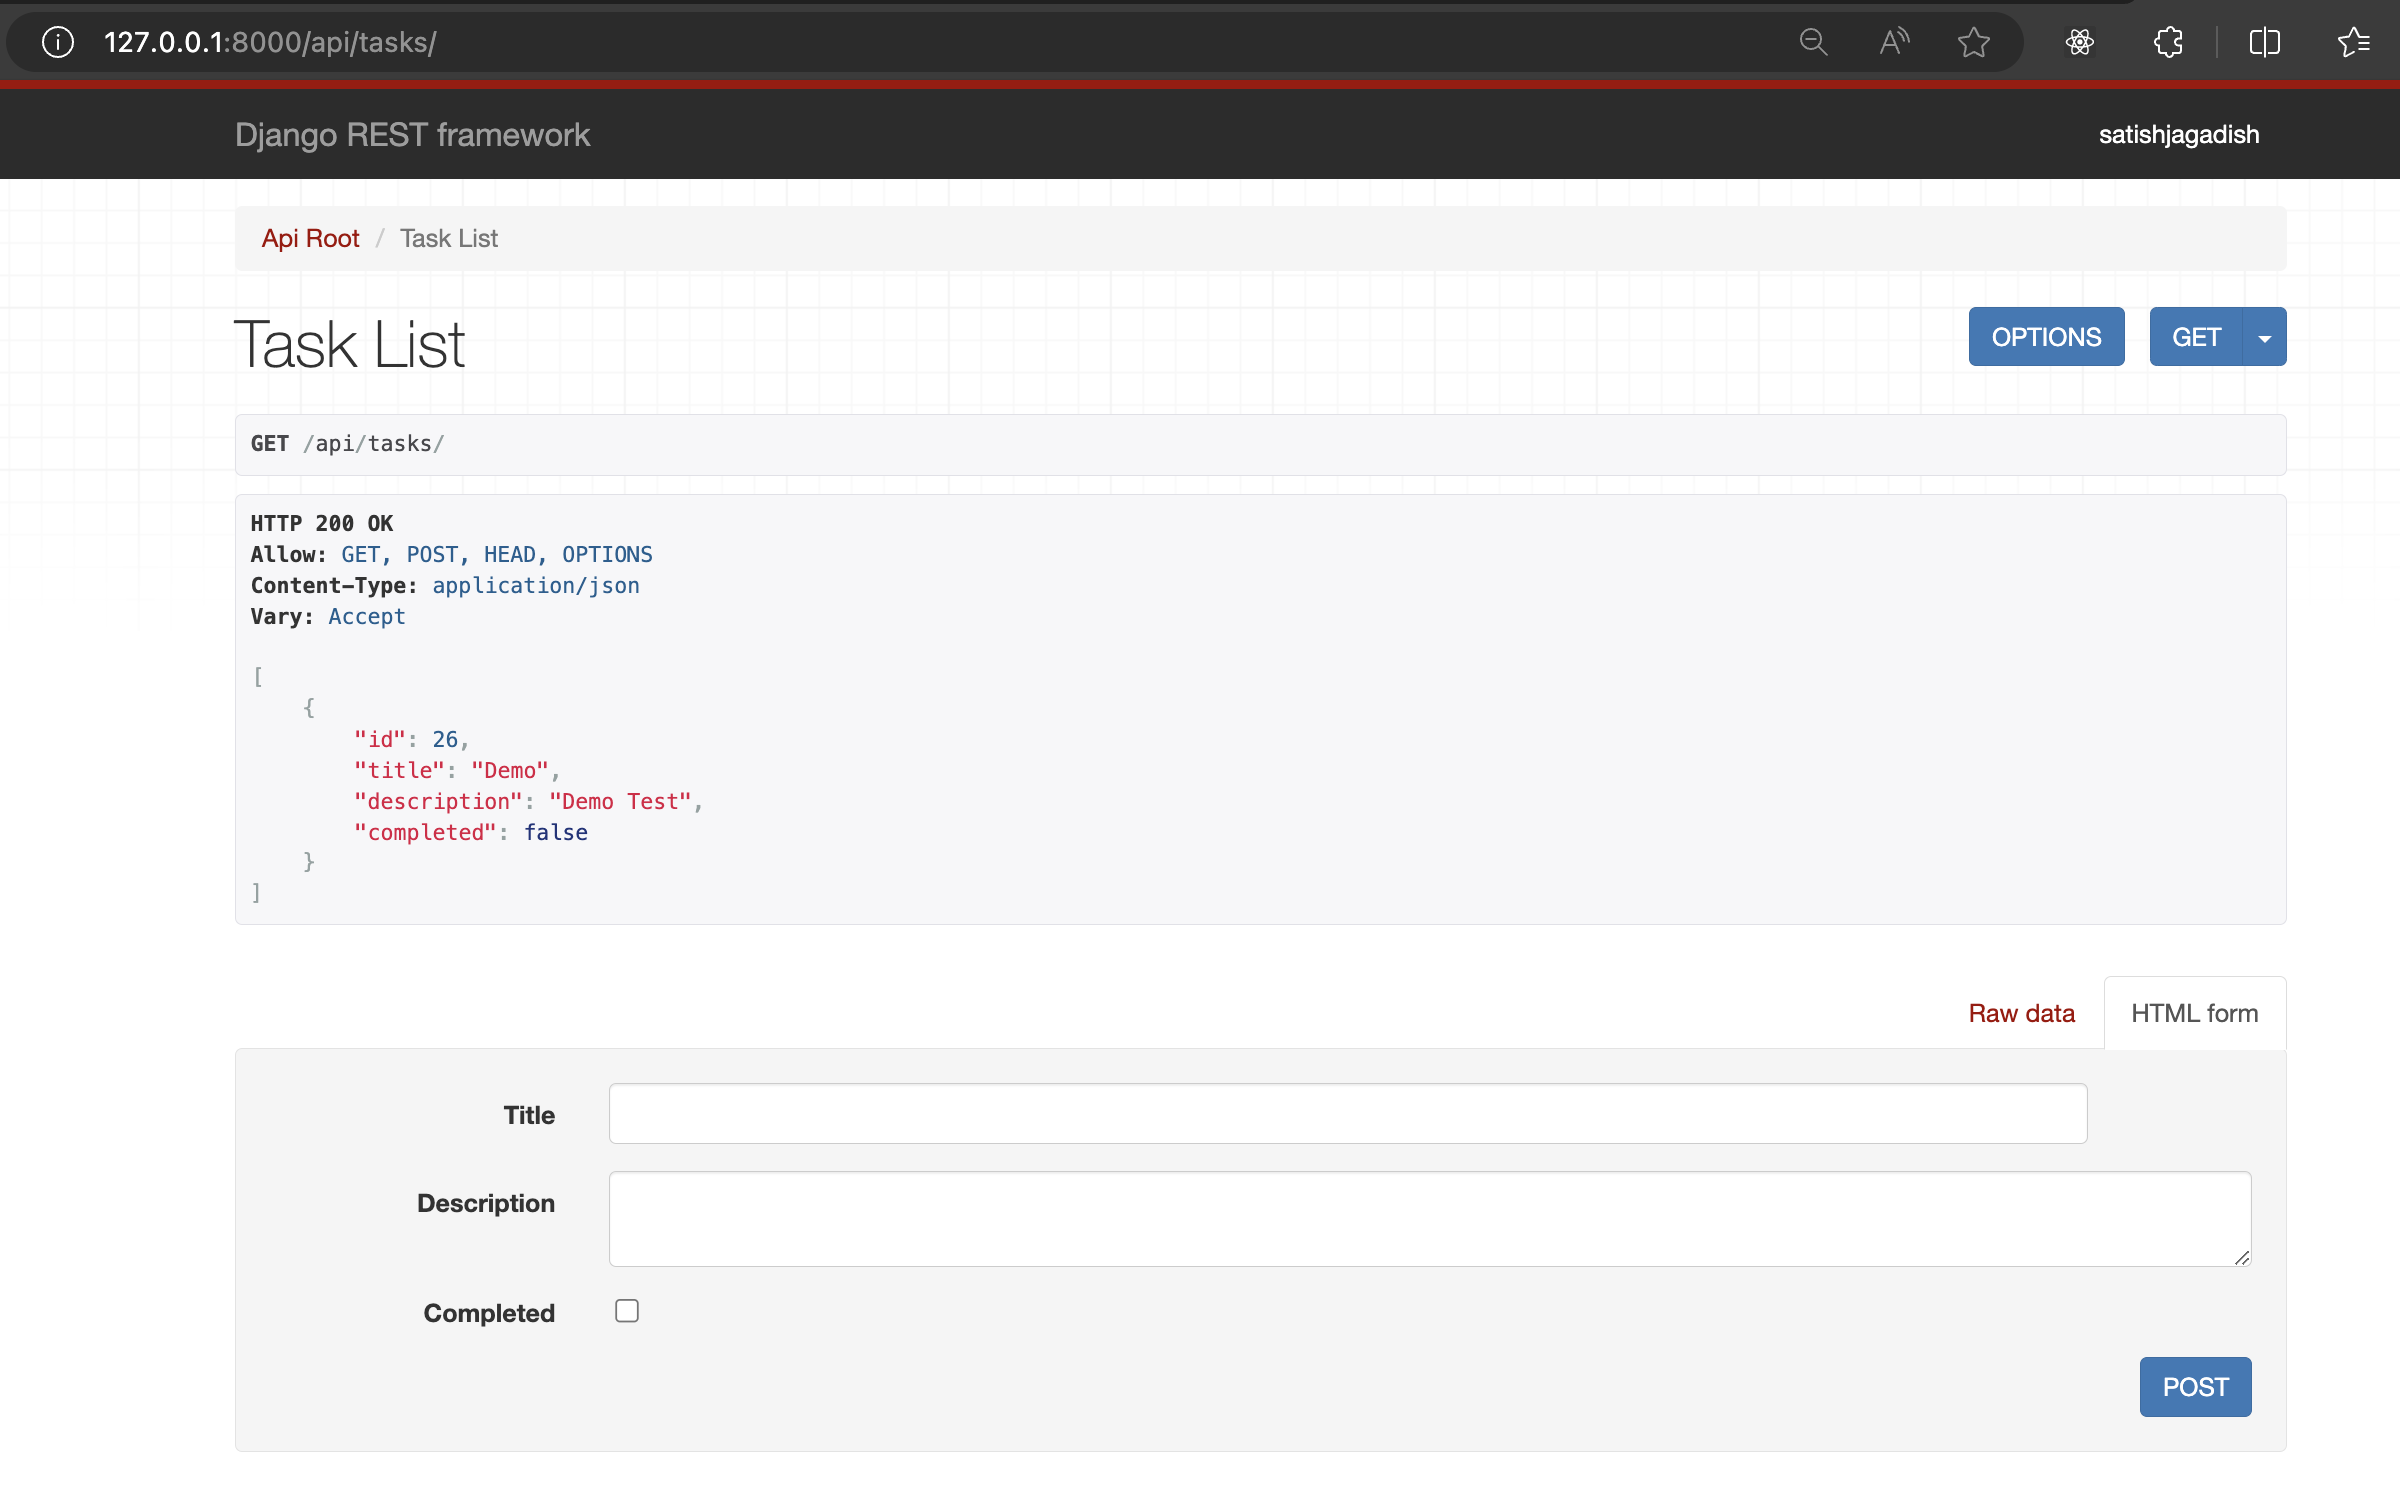 127.0.0.1:8000/api/tasks/
Django REST framework
satishjagadish
Api Root / Task List
Task List
OPTIONS
GET
GET /api/tasks/
HTTP 200 OK
Allow: GET, POST, HEAD, OPTIONS
Content-Type: application/json
Vary: Accept
[
    {
        "id": 26,
        "title": "Demo",
        "description": "Demo Test",
        "completed": false
    }
]
Raw data
HTML form
Title
Description
Completed
POST